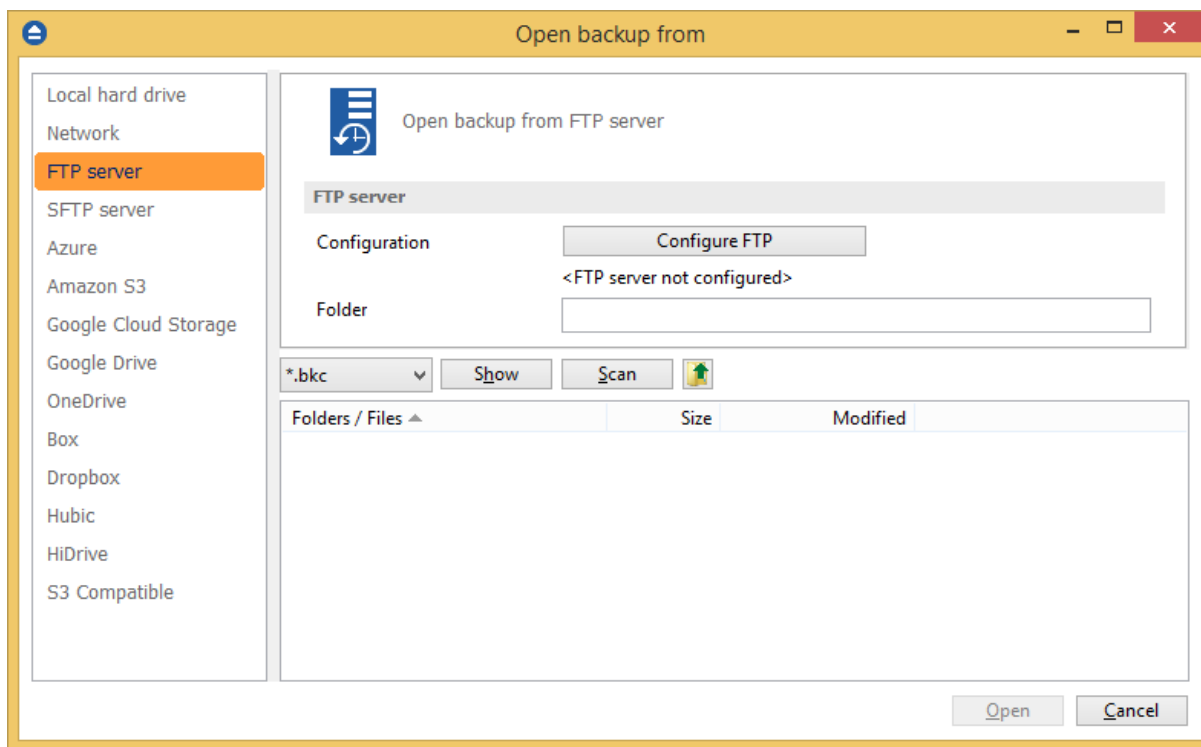 Open backup from
Local hard drive
Network
FTP server
SFTP server
Azure
Amazon S3
Google Cloud Storage
Google Drive
OneDrive
Box
Dropbox
Hubic
HiDrive
S3 Compatible
Open backup from FTP server
FTP server
Configuration
Configure FTP
<FTP server not configured>
Folder
*.bkc
Show
Scan
Folders / Files Size Modified
Open Cancel